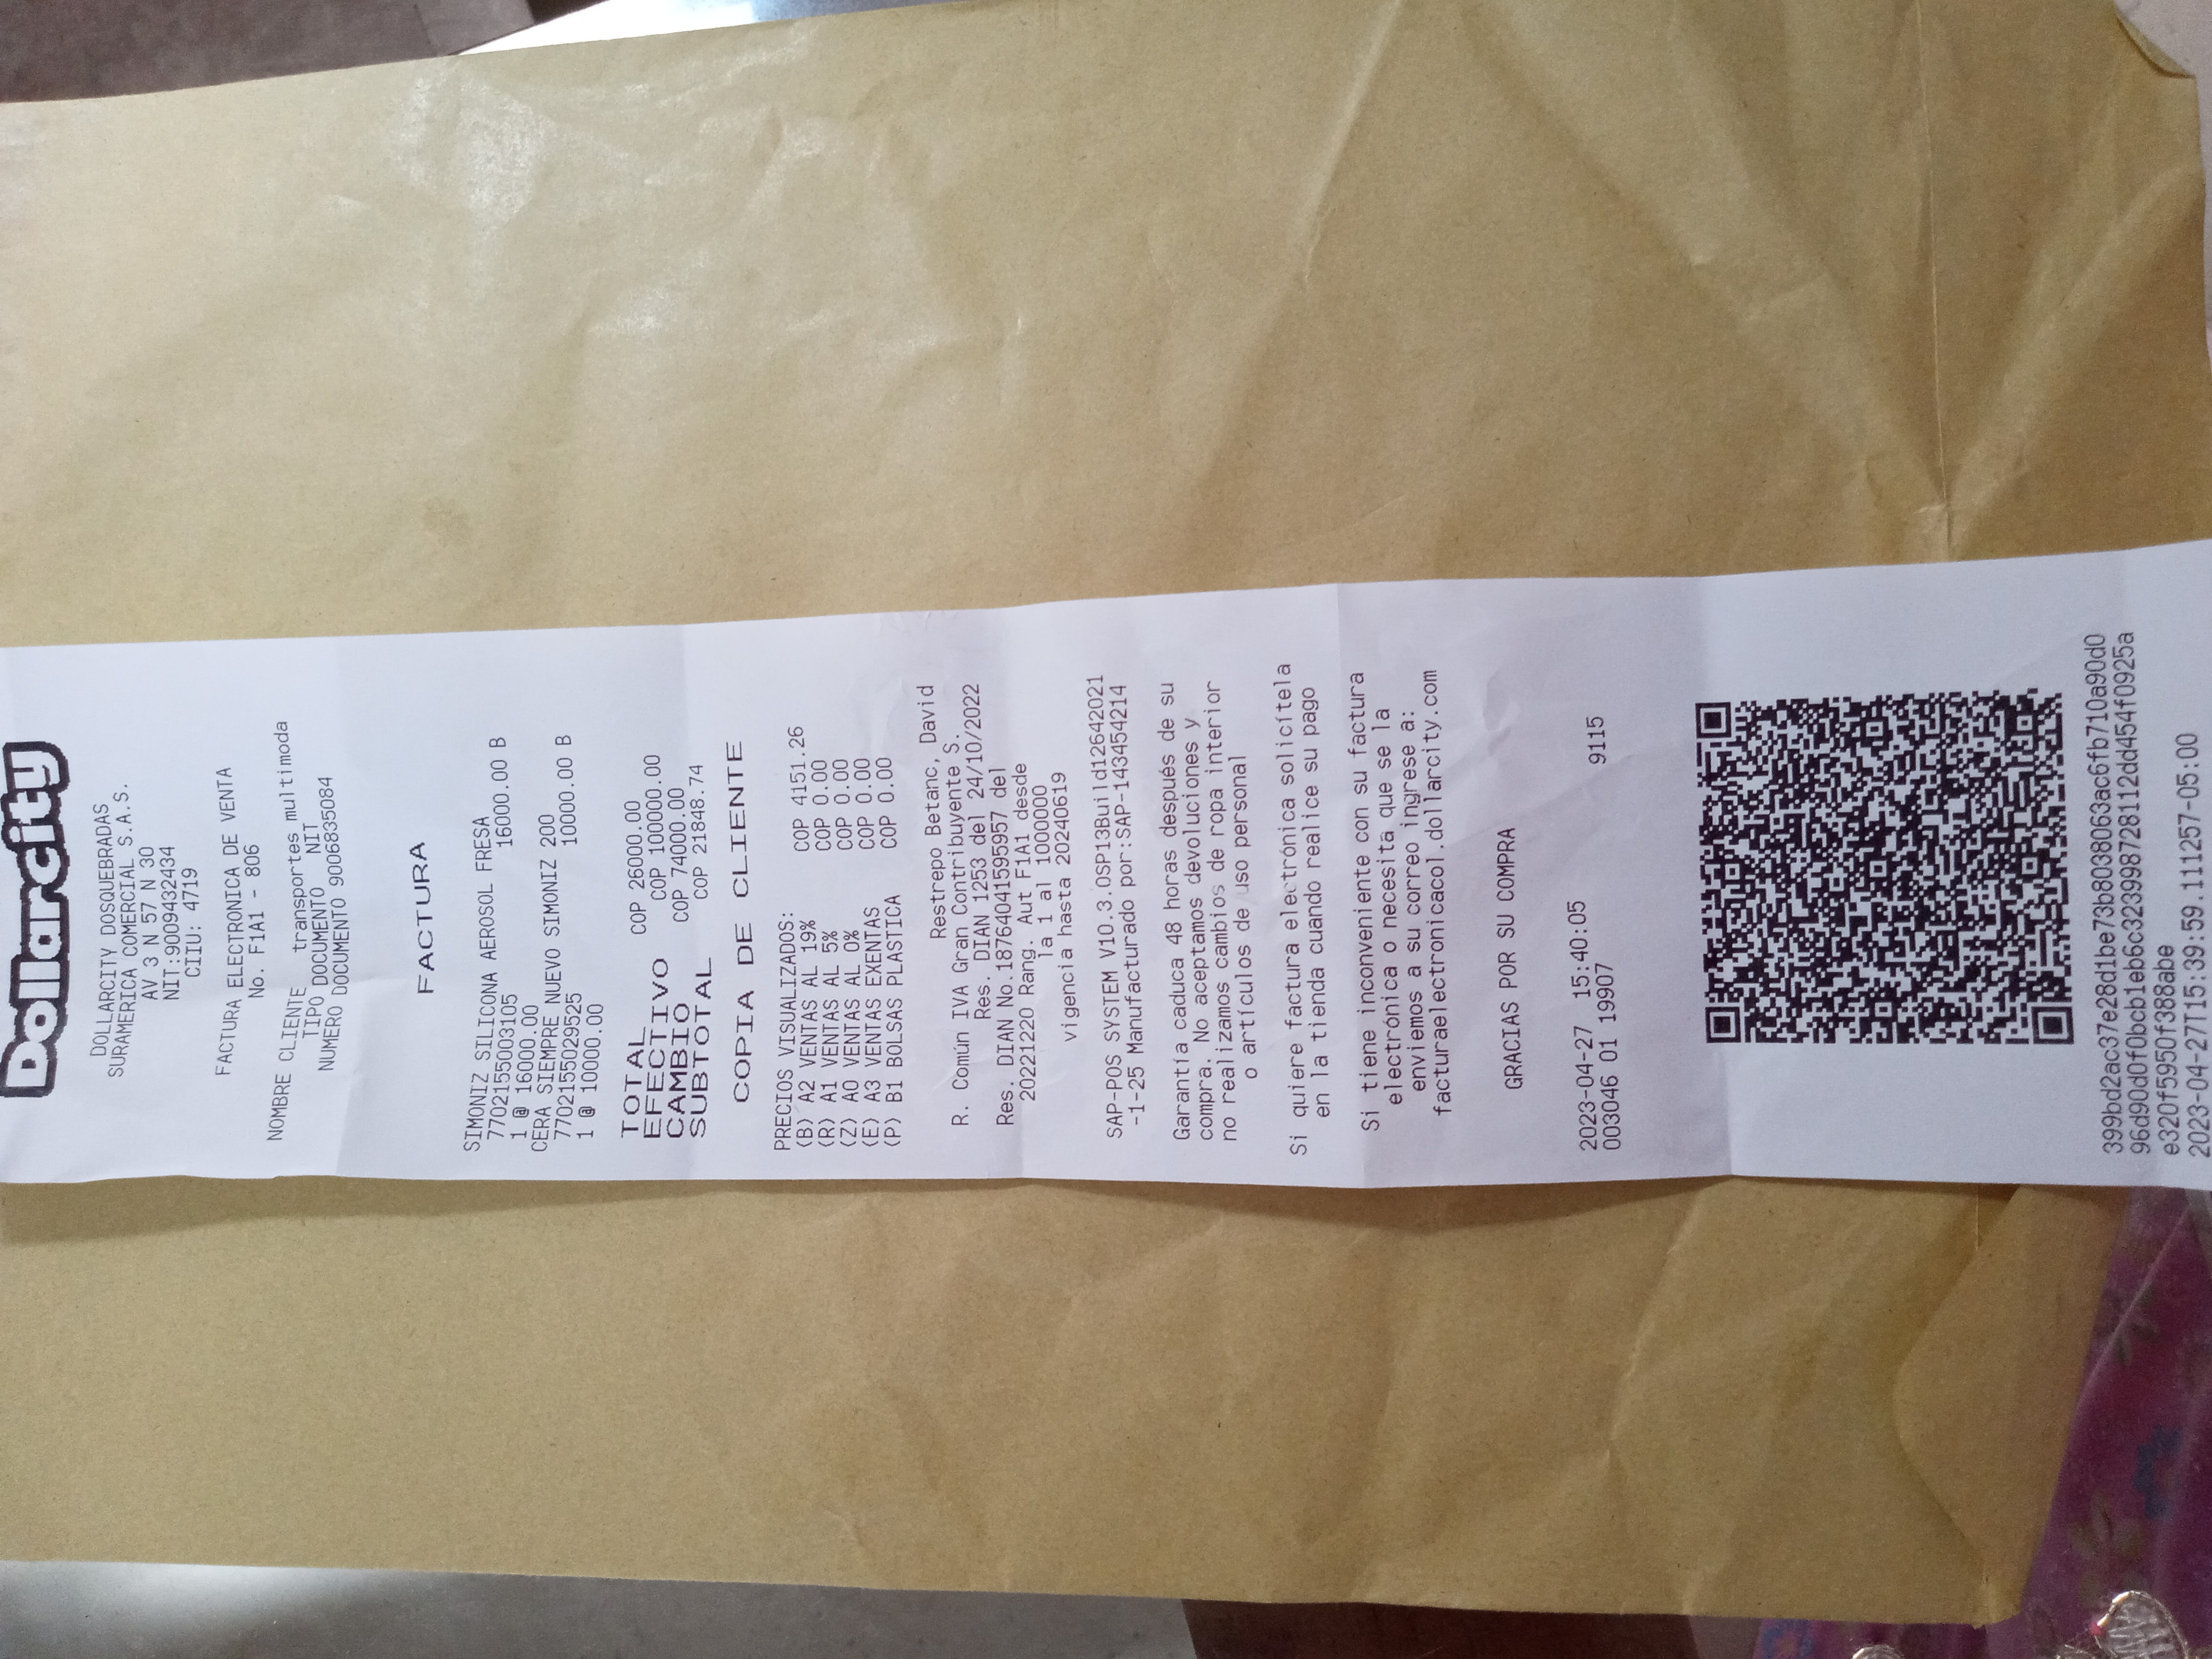 Dollarcity
DOLLARCITY DOSQUEBRADAS
SURAMERICA COMERCIAL S.A.S.
AV 3 N 57 N 30
NIT:900943243​4
CIIU: 4719
FACTURA ELECTRONICA DE VENTA
No. F1A1 - 806
NOMBRE CLIENTE transportes multimoda
TIPO DOCUMENTO NIT
NUMERO DOCUMENTO 9006835084
FACTURA
SIMONIZ SILICONA AEROSOL FRESA
7702155003105 16000.00 B
1 @ 16000.00
CERA SIEMPRE NUEVO SIMONIZ 200
7702155029525 10000.00 B
1 @ 10000.00
TOTAL COP 26000.00
EFECTIVO COP 100000.00
CAMBIO COP 74000.00
SUBTOTAL COP 21848.74
COPIA DE CLIENTE
PRECIOS VISUALIZADOS:
(B) A2 VENTAS AL 19% COP 4151.26
(R) A1 VENTAS AL 5% COP 0.00
(Z) A0 VENTAS AL 0% COP 0.00
(E) A3 VENTAS EXENTAS COP 0.00
(P) B1 BOLSAS PLASTICA COP 0.00
Restrepo Betanc, David
R. Común IVA Gran Contribuyente S.
Res. DIAN 1253 del 24/10/2022
Res. DIAN No.18764041595957 del
20221220 Rang. Aut F1A1 desde
la 1 al 1000000
vigencia hasta 20240619
SAP-POS SYSTEM V10.3.0SP13Build12642021
-1-25 Manufacturado por:SAP-143454214
Garantía caduca 48 horas después de su
compra. No aceptamos devoluciones y
no realizamos cambios de ropa interior
o artículos de uso personal
Si quiere factura electrónica solicítela
en la tienda cuando realice su pago
Si tiene inconveniente con su factura
electrónica o necesita que se la
enviemos a su correo ingrese a:
facturaelectronicacol.dollarcity.com
GRACIAS POR SU COMPRA
2023-04-27 15:40:05
003046 01 19907 9115
399bd2ac37e28d1be73b8038063ac6fb710a90d0
96d90d0f0bcb1eb6c323998728112dd454f0925a
e320f5950f388abe
2023-04-27T15:39:59.111257-05:00